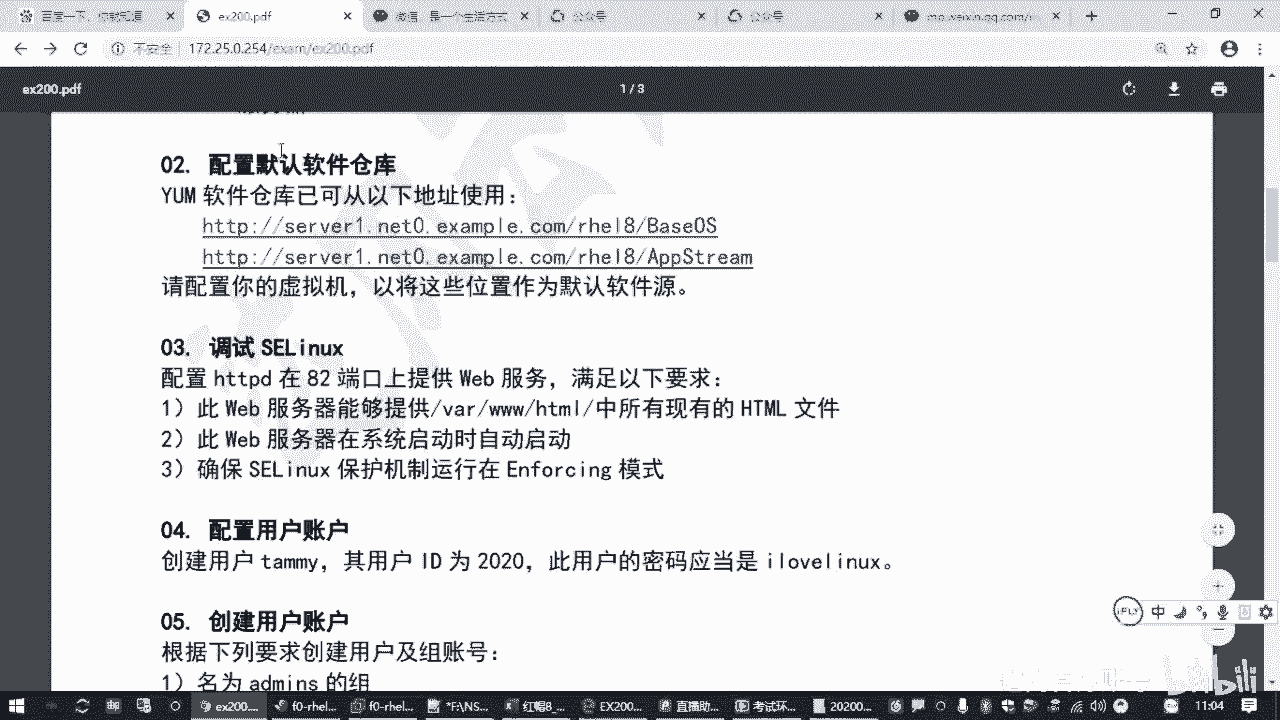 百度一下，你就知道
ex200.pdf
微信，是一个生活方式
公众号
公众号
mp.weixin.qq.com/
不安全 | 172.25.0.254/exam/ex200.pdf
ex200.pdf
1 / 3
02. 配置默认软件仓库
YUM 软件仓库已可从以下地址使用：
http://server1.net0.example.com/rhel8/BaseOS
http://server1.net0.example.com/rhel8/AppStream
请配置你的虚拟机，以将这些位置作为默认软件源。
03. 调试 SELinux
配置 httpd 在 82 端口上提供 Web 服务，满足以下要求：
1）此 Web 服务器能够提供/var/www/html/中所有现有的 HTML 文件
2）此 Web 服务器在系统启动时自动启动
3）确保 SELinux 保护机制运行在 Enforcing 模式
04. 配置用户账户
创建用户 tammy，其用户 ID 为 2020，此用户的密码应当是 ilovelinux。
05. 创建用户账户
根据下列要求创建用户及组账号：
1）名为 admins 的组
iFLY 中
bilibili
ex200....
f0-rhel...
f0-rhel...
*FANS...
红帽8_...
EX200...
直播助...
考试环...
20200...
11:04